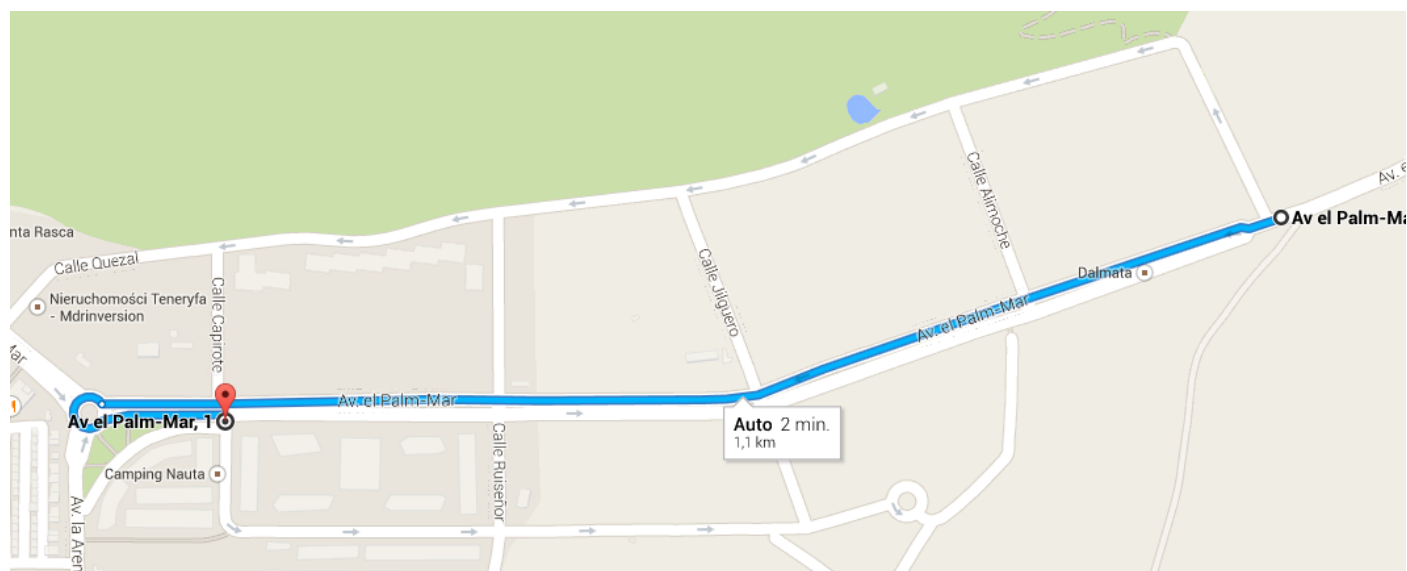 Av. e
Av el Palm-Ma
Calle Alimoche
nta Rasca
Calle Quezal
Calle Jilguero
Dalmata
Nieruchomości Teneryfa
- Mdrinversion
Calle Capirote
Av. el Palm-Mar
Mar
Av. el Palm-Mar
Av el Palm-Mar, 1
Auto 2 min.
1,1 km
Camping Nauta
Calle Ruiseñor
Av. la Aren